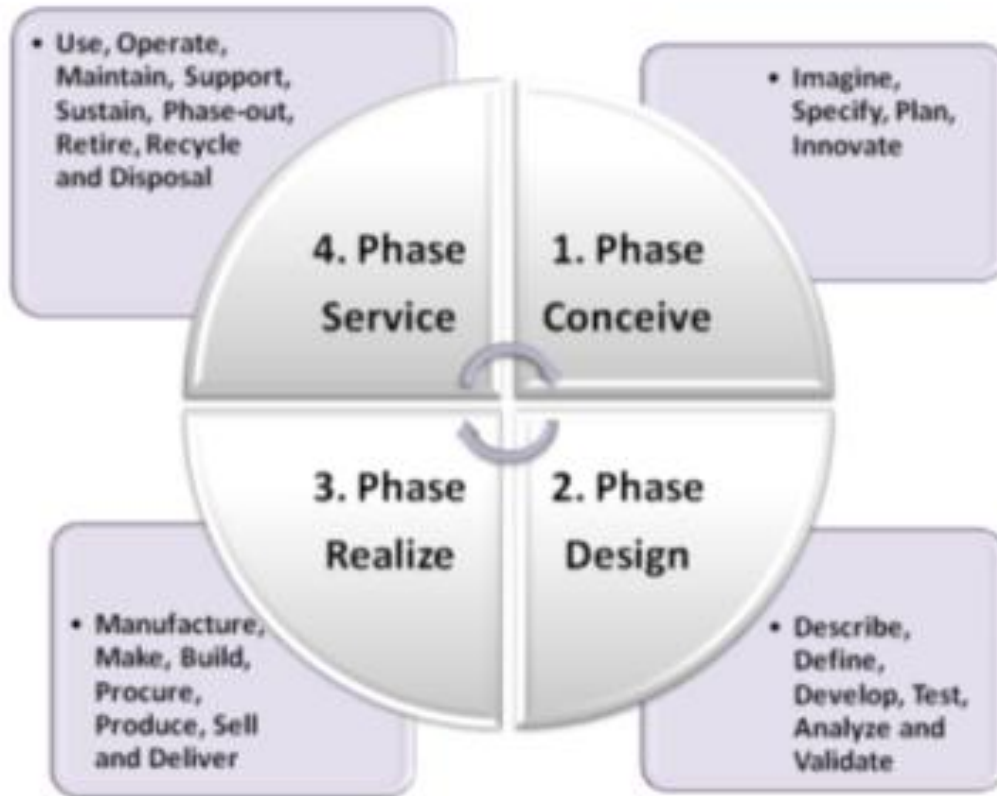 • Use, Operate,
Maintain, Support,
Sustain, Phase-out,
Retire, Recycle
and Disposal
• Imagine,
Specify, Plan,
Innovate
4. Phase
Service
1. Phase
Conceive
3. Phase
Realize
2. Phase
Design
• Manufacture,
Make, Build,
Procure,
Produce, Sell
and Deliver
• Describe,
Define,
Develop, Test,
Analyze and
Validate